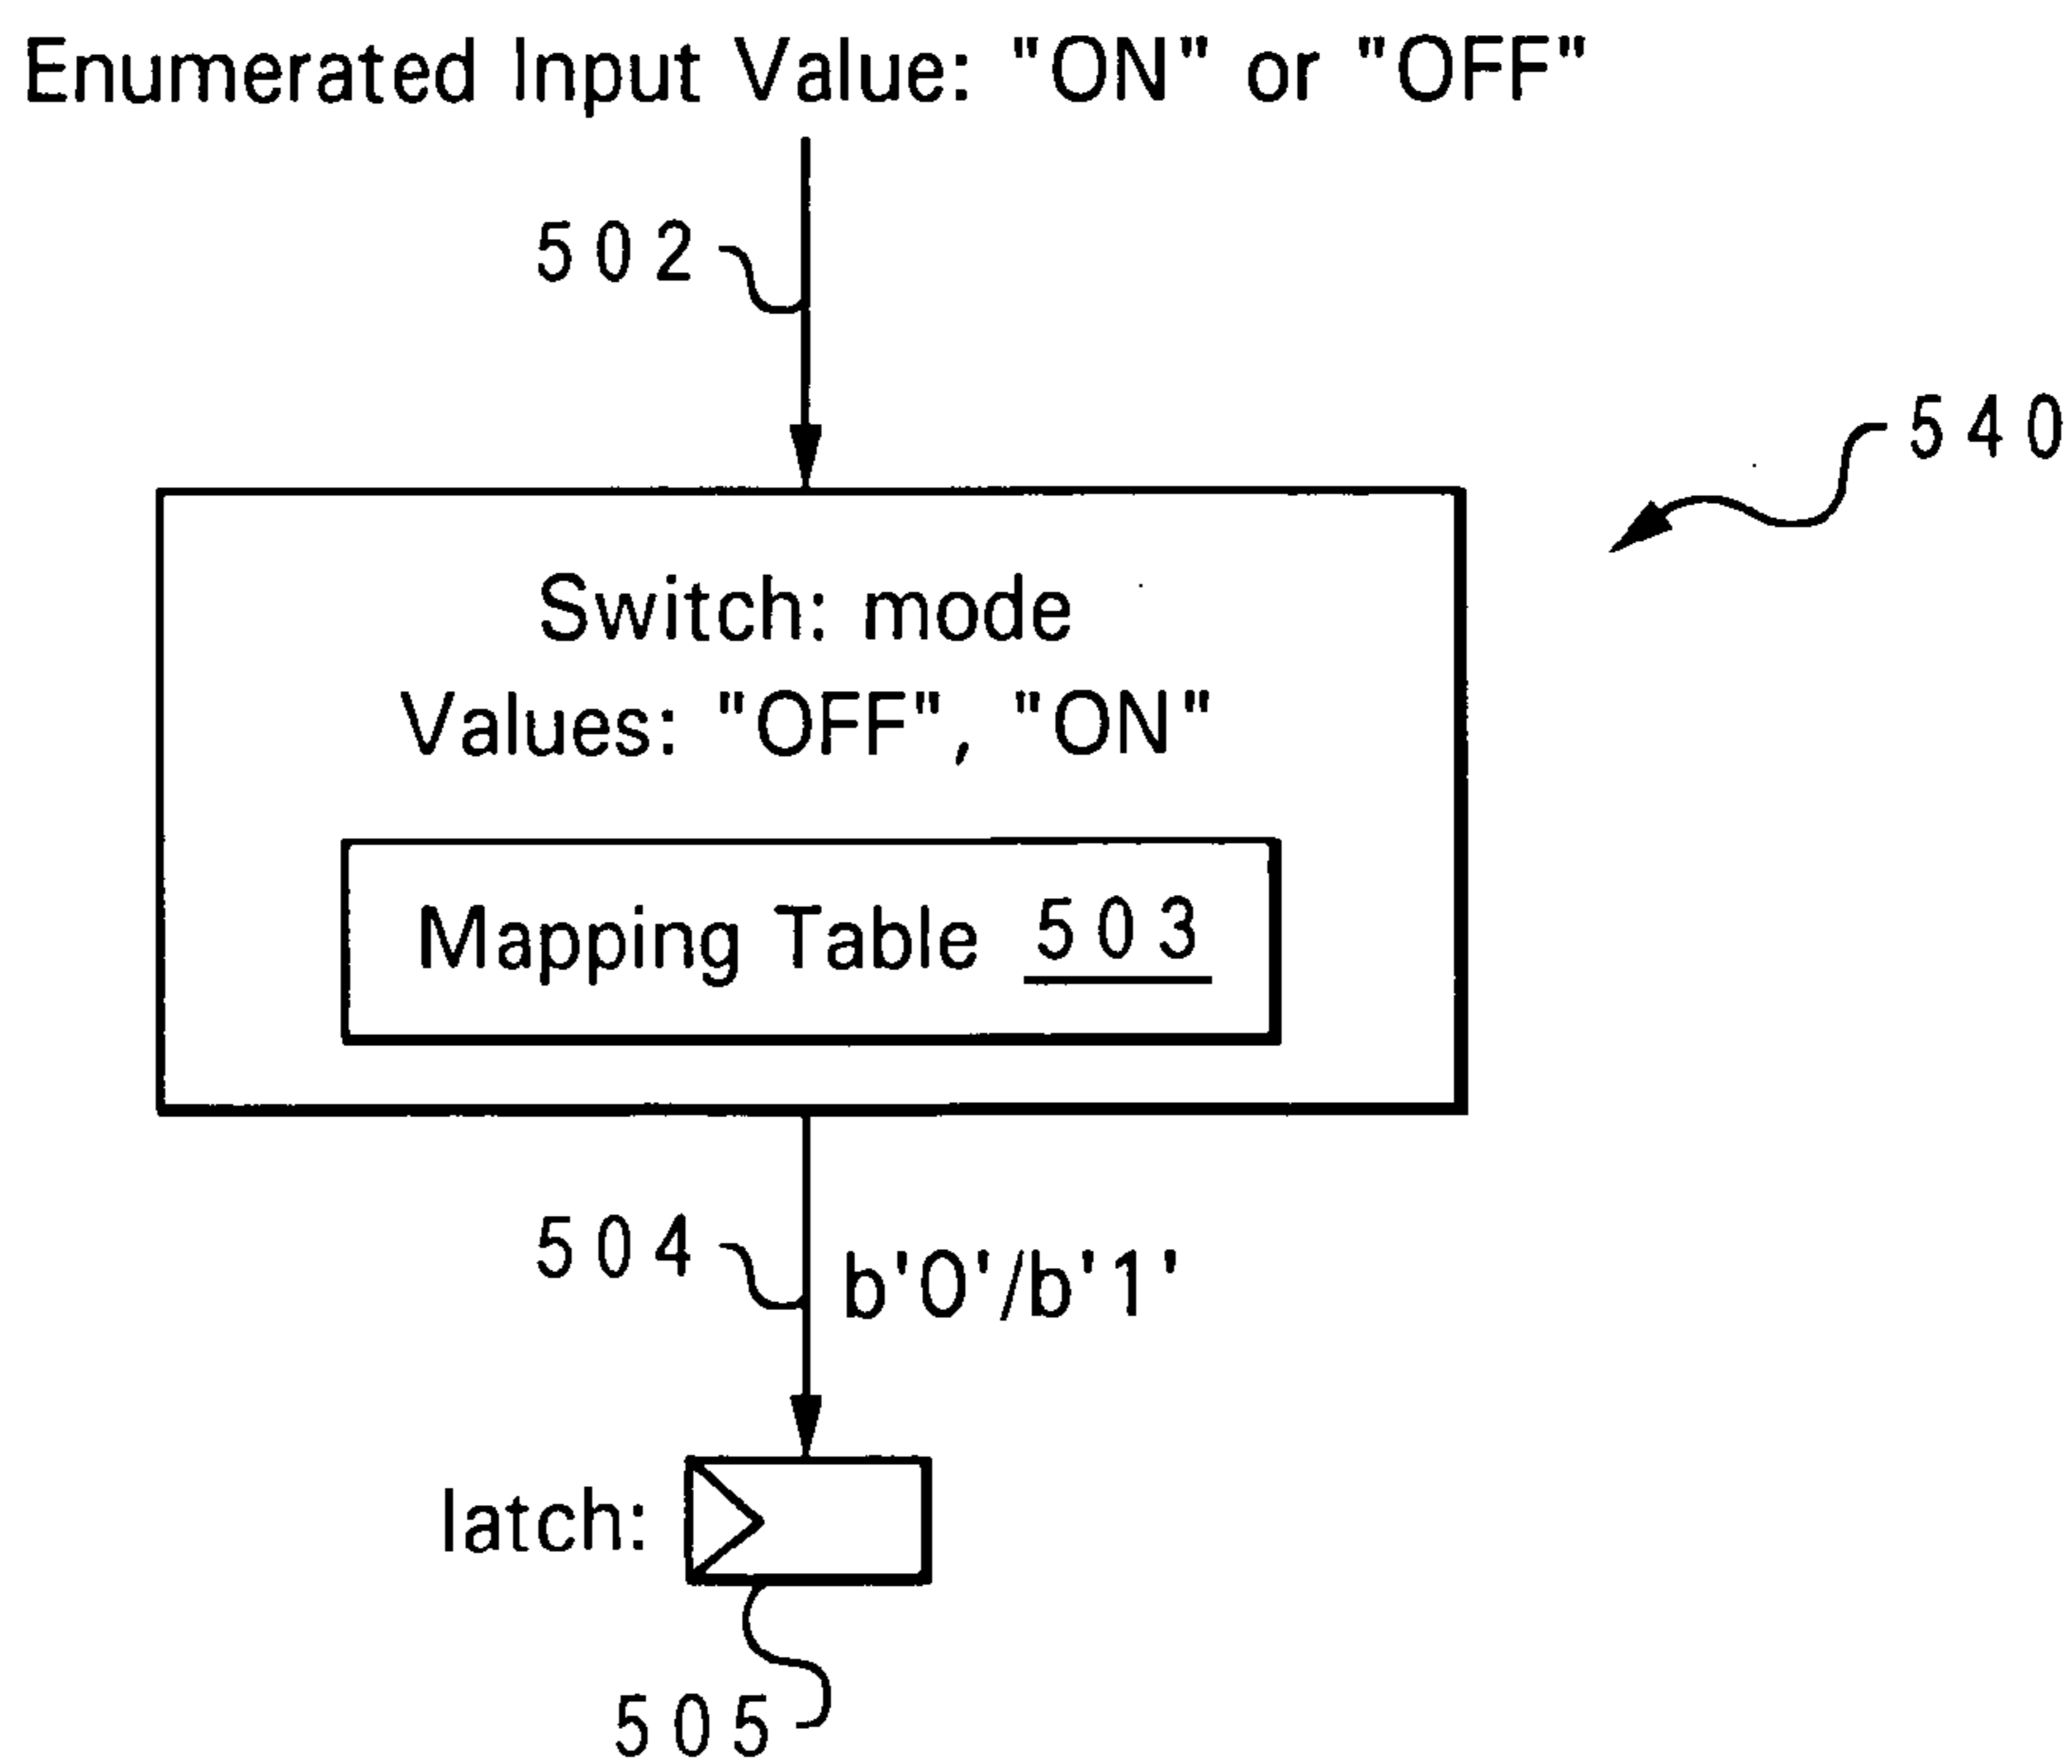 Enumerated Input Value: "ON" or "OFF"
502
540
Switch: mode
Values: "OFF", "ON"
Mapping Table 503
504
b'0'/b'1'
latch:
505